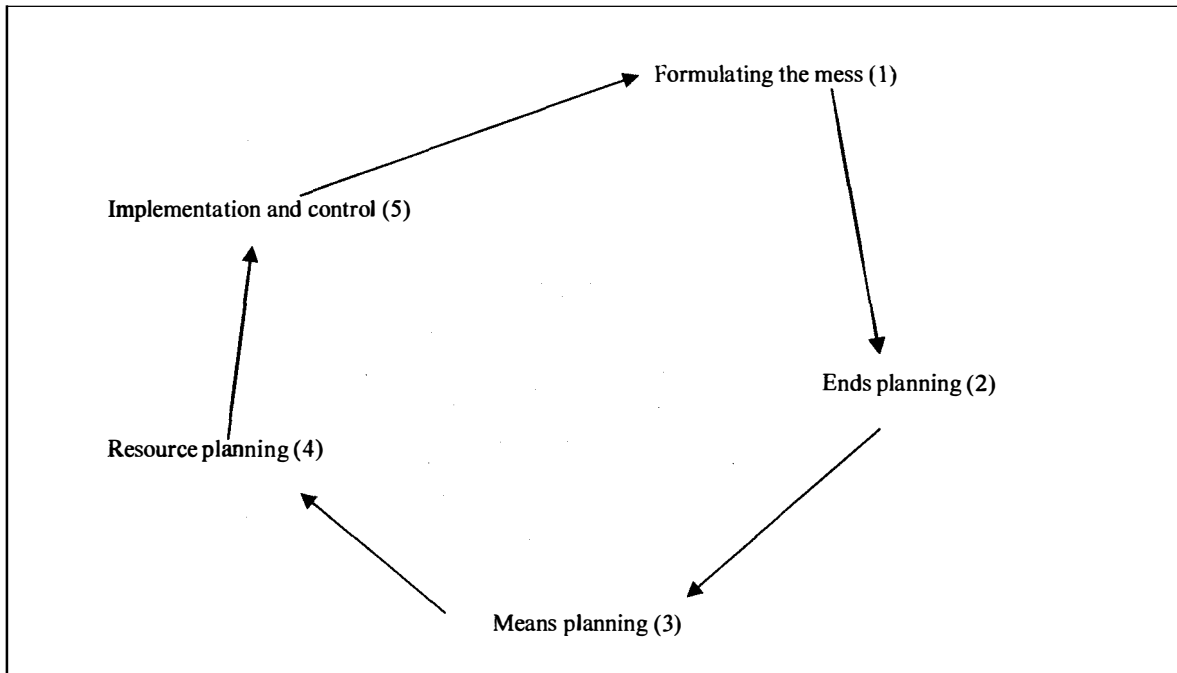 Formulating the mess (1)
Implementation and control (5)
Ends planning (2)
Resource planning (4)
Means planning (3)